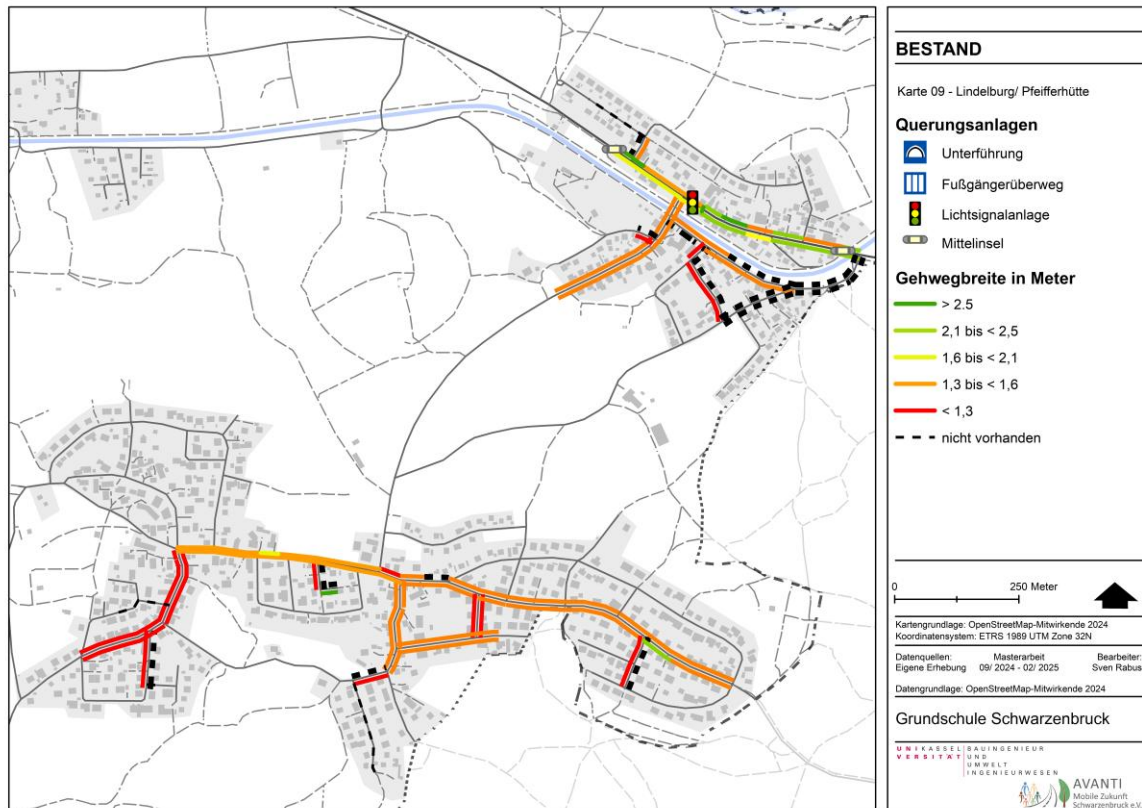 BESTAND
Karte 09 - Lindelburg/ Pfeifferhütte
Querungsanlagen
Unterführung
Fußgängerüberweg
Lichtsignalanlage
Mittelinsel
Gehwegbreite in Meter
> 2.5
2,1 bis < 2,5
1,6 bis < 2,1
1,3 bis < 1,6
< 1,3
nicht vorhanden
0 250 Meter
Kartengrundlage: OpenStreetMap-Mitwirkende 2024
Koordinatensystem: ETRS 1989 UTM Zone 32N
Datenquellen: Masterarbeit Bearbeiter:
Eigene Erhebung 09/ 2024 - 02/ 2025 Sven Rabus
Datengrundlage: OpenStreetMap-Mitwirkende 2024
Grundschule Schwarzenbruck
UNIKASSEL BAUINGENIEUR
VERSITÄT UND
UMWELT
INGENIEURWESEN
AVANTI
Mobile Zukunft
Schwarzenbruck e.V.